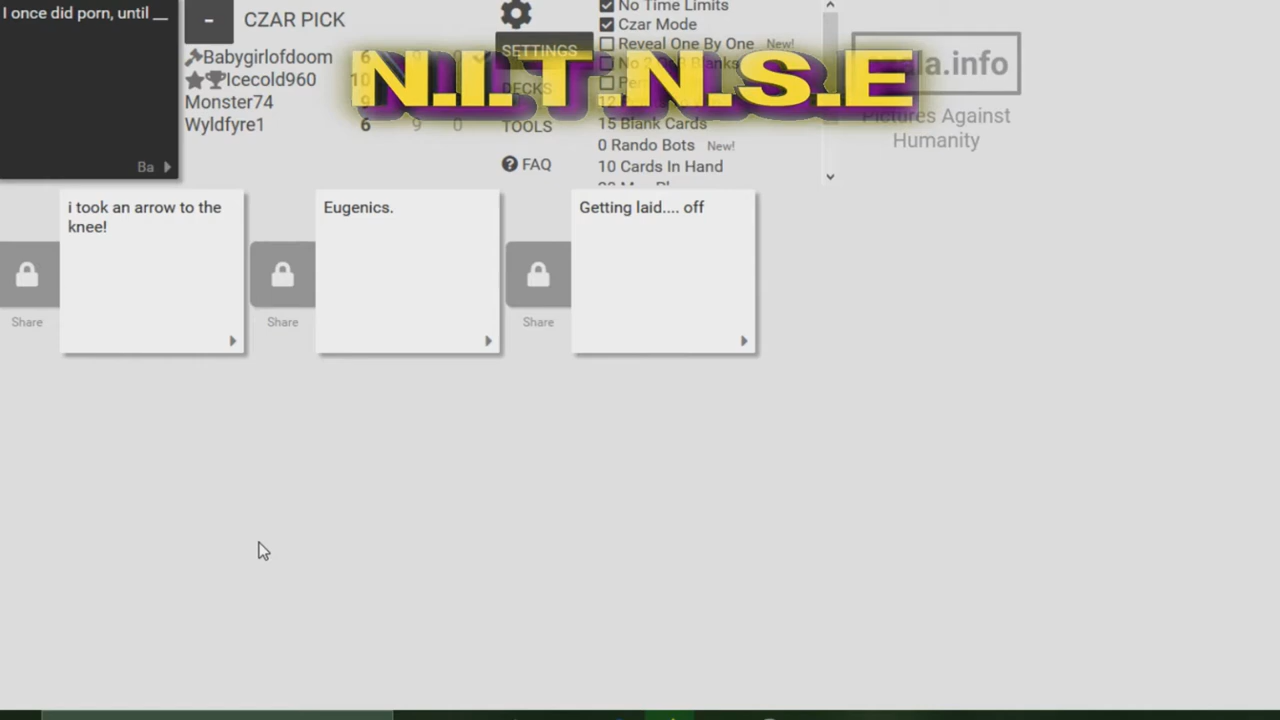 I once did porn, until __
Ba
-
CZAR PICK
Babygirlofdoom 6
Icecold960 10
Monster74 9
Wyldfyre1 6 9 0
N.I.T.N.S.E
SETTINGS
DECKS
TOOLS
FAQ
No Time Limits
Czar Mode
Reveal One By One New!
15 Blank Cards
0 Rando Bots New!
10 Cards In Hand
.info
Pictures Against
Humanity
i took an arrow to the
knee!
Share
Eugenics.
Share
Getting laid.... off
Share